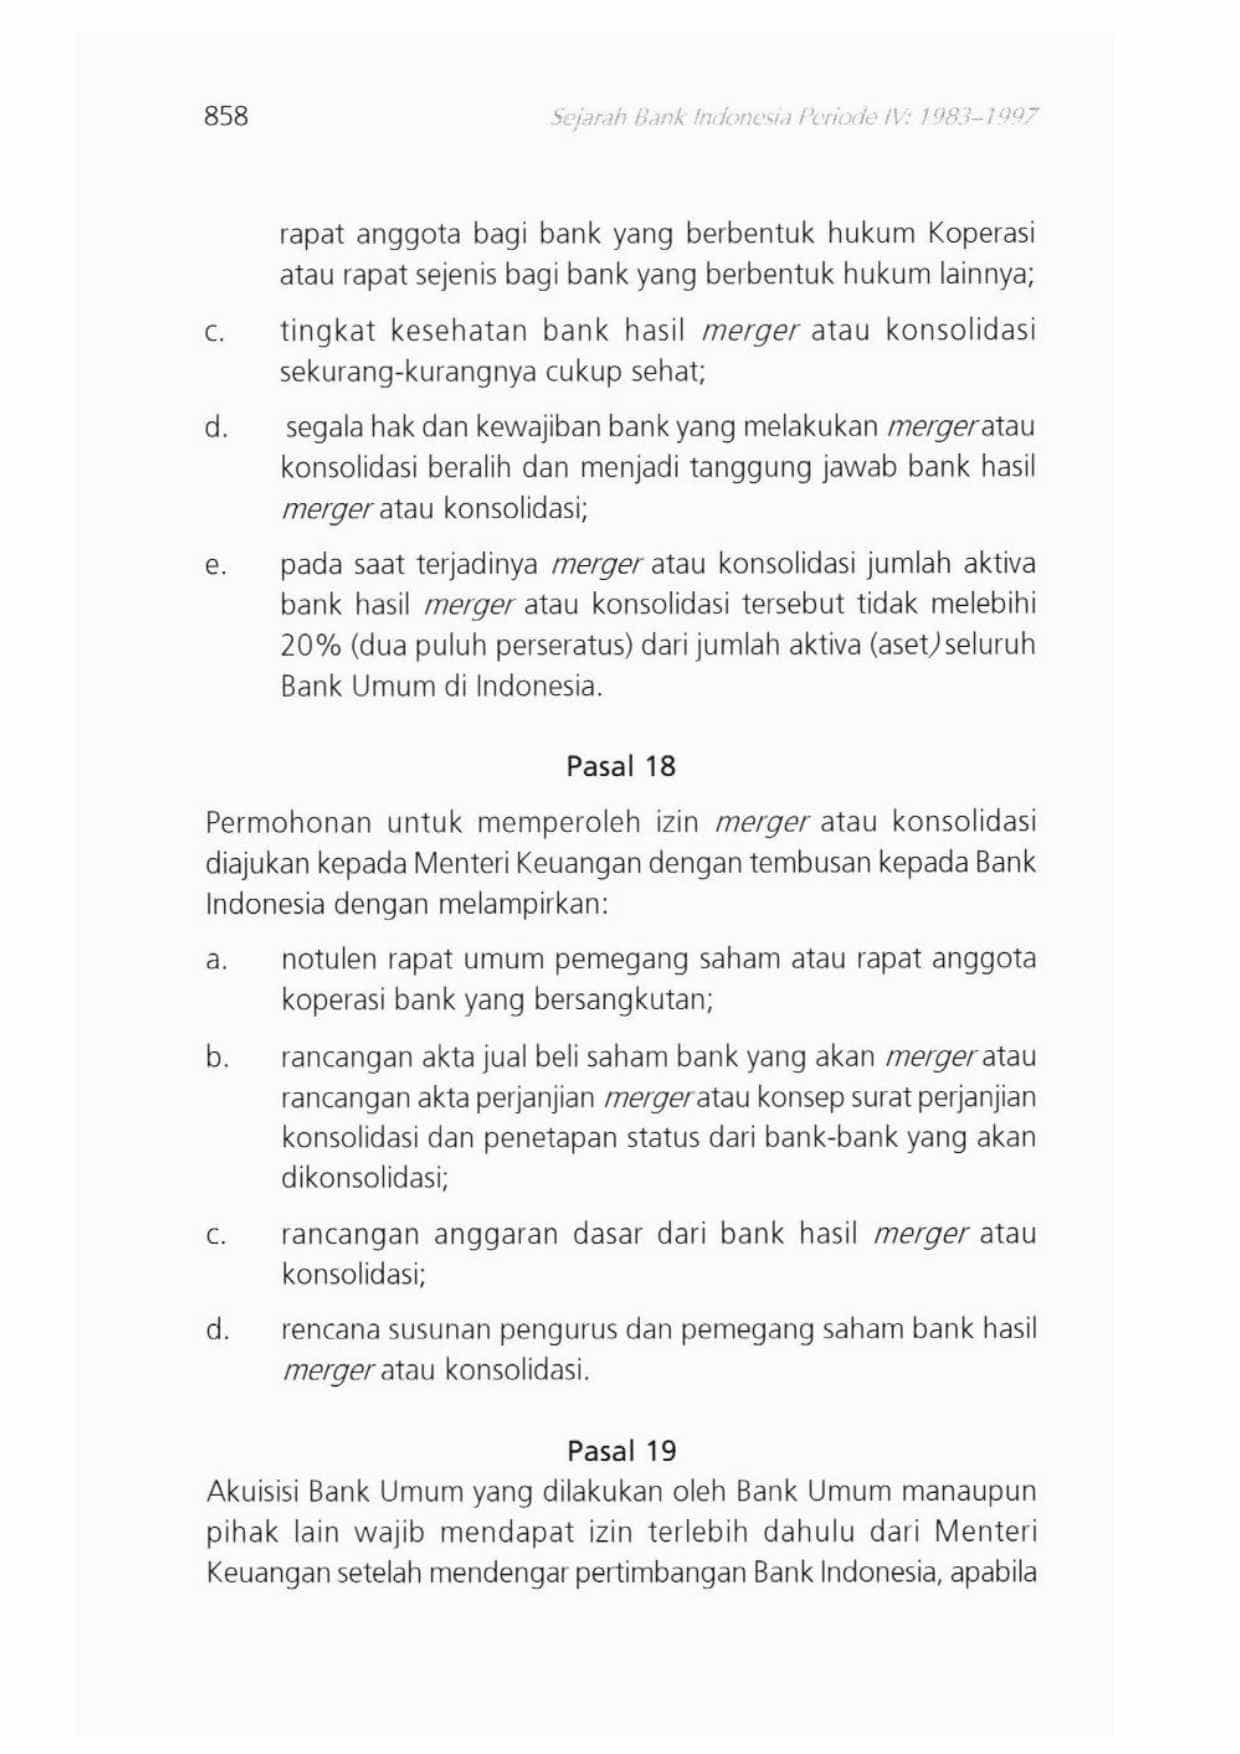 858
Sejarah Bank Indonesia Periode IV: 1983–1997
rapat anggota bagi bank yang berbentuk hukum Koperasi
atau rapat sejenis bagi bank yang berbentuk hukum lainnya;
c. tingkat kesehatan bank hasil merger atau konsolidasi
sekurang-kurangnya cukup sehat;
d. segala hak dan kewajiban bank yang melakukan merger atau
konsolidasi beralih dan menjadi tanggung jawab bank hasil
merger atau konsolidasi;
e. pada saat terjadinya merger atau konsolidasi jumlah aktiva
bank hasil merger atau konsolidasi tersebut tidak melebihi
20% (dua puluh perseratus) dari jumlah aktiva (aset) seluruh
Bank Umum di Indonesia.
Pasal 18
Permohonan untuk memperoleh izin merger atau konsolidasi
diajukan kepada Menteri Keuangan dengan tembusan kepada Bank
Indonesia dengan melampirkan:
a. notulen rapat umum pemegang saham atau rapat anggota
koperasi bank yang bersangkutan;
b. rancangan akta jual beli saham bank yang akan merger atau
rancangan akta perjanjian merger atau konsep surat perjanjian
konsolidasi dan penetapan status dari bank-bank yang akan
dikonsolidasi;
c. rancangan anggaran dasar dari bank hasil merger atau
konsolidasi;
d. rencana susunan pengurus dan pemegang saham bank hasil
merger atau konsolidasi.
Pasal 19
Akuisisi Bank Umum yang dilakukan oleh Bank Umum manaupun
pihak lain wajib mendapat izin terlebih dahulu dari Menteri
Keuangan setelah mendengar pertimbangan Bank Indonesia, apabila